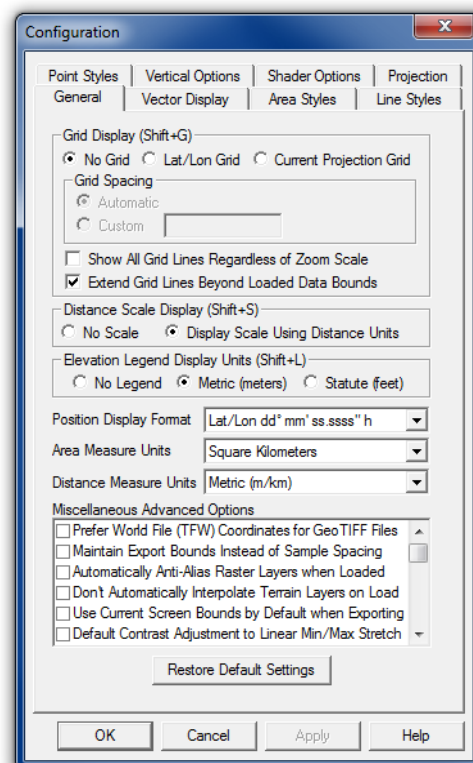 Configuration
Point Styles Vertical Options Shader Options Projection
General Vector Display Area Styles Line Styles
Grid Display (Shift+G)
No Grid Lat/Lon Grid Current Projection Grid
Grid Spacing
Automatic
Custom
Show All Grid Lines Regardless of Zoom Scale
Extend Grid Lines Beyond Loaded Data Bounds
Distance Scale Display (Shift+S)
No Scale Display Scale Using Distance Units
Elevation Legend Display Units (Shift+L)
No Legend Metric (meters) Statute (feet)
Position Display Format Lat/Lon dd° mm' ss.ssss" h
Area Measure Units Square Kilometers
Distance Measure Units Metric (m/km)
Miscellaneous Advanced Options
Prefer World File (TFW) Coordinates for GeoTIFF Files
Maintain Export Bounds Instead of Sample Spacing
Automatically Anti-Alias Raster Layers when Loaded
Don't Automatically Interpolate Terrain Layers on Load
Use Current Screen Bounds by Default when Exporting
Default Contrast Adjustment to Linear Min/Max Stretch
Restore Default Settings
OK Cancel Apply Help